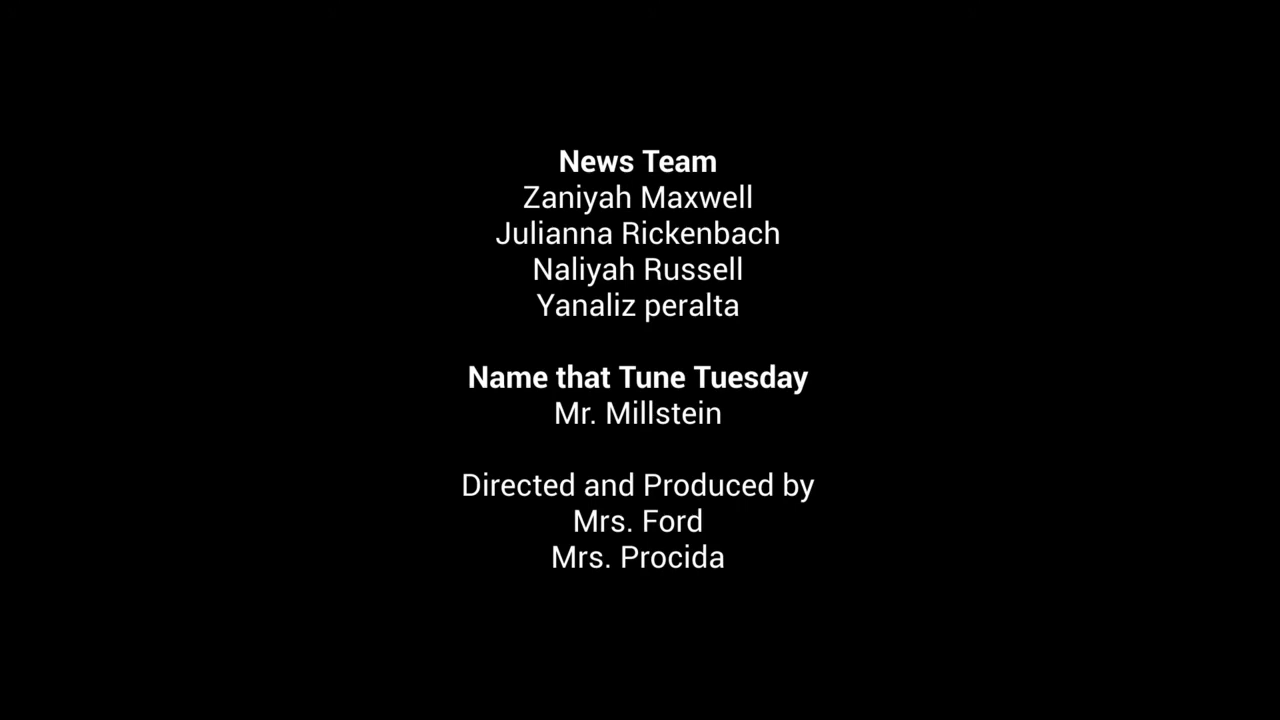 News Team
Zaniyah Maxwell
Julianna Rickenbach
Naliyah Russell
Yanaliz peralta
Name that Tune Tuesday
Mr. Millstein
Directed and Produced by
Mrs. Ford
Mrs. Procida